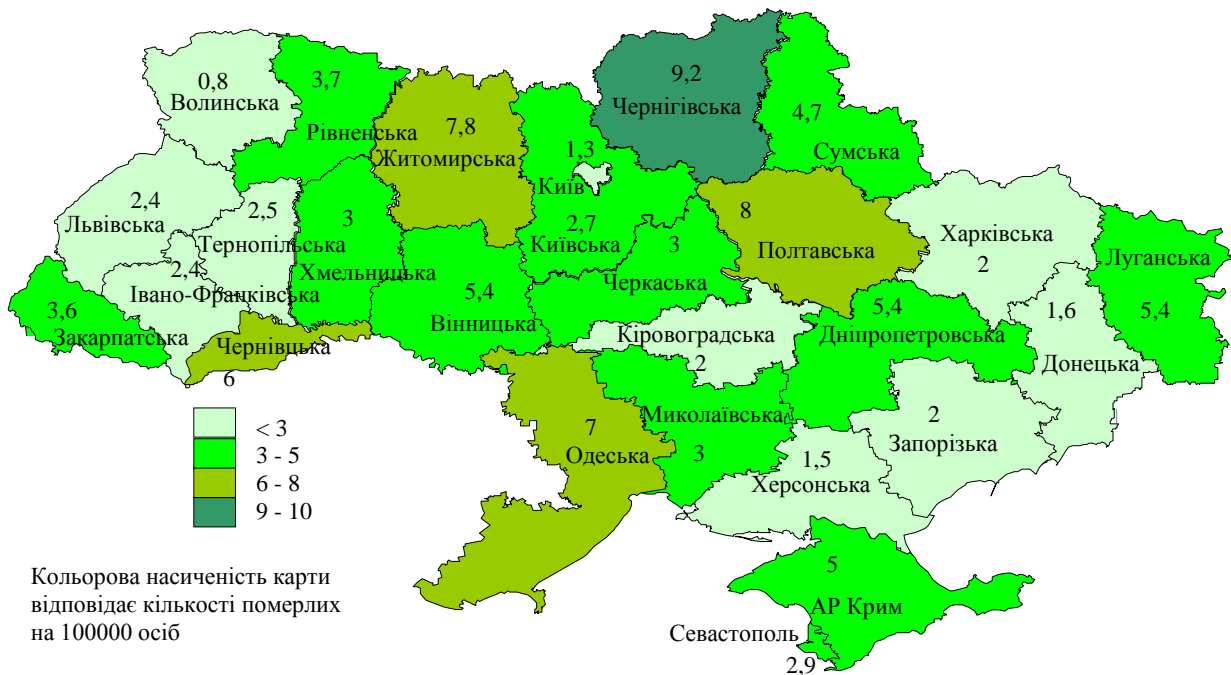 0,8
Волинська
3,7
Рівненська
7,8
Житомирська
1,3
Київ
9,2
Чернігівська
4,7
Сумська
2,4
Львівська
2,5
Тернопільська
3
Хмельницька
2,7
Київська
3
Черкаська
8
Полтавська
Харківська
2
Луганська
5,4
2,4
Івано-Франківська
3,6
Закарпатська
Чернівцька
6
5,4
Вінницька
Кіровоградська
2
5,4
Дніпропетровська
1,6
Донецька
7
Одеська
Миколаївська
3
1,5
Херсонська
2
Запорізька
5
АР Крим
Севастополь
2,9
< 3
3 - 5
6 - 8
9 - 10
Кольорова насиченість карти
відповідає кількості померлих
на 100000 осіб